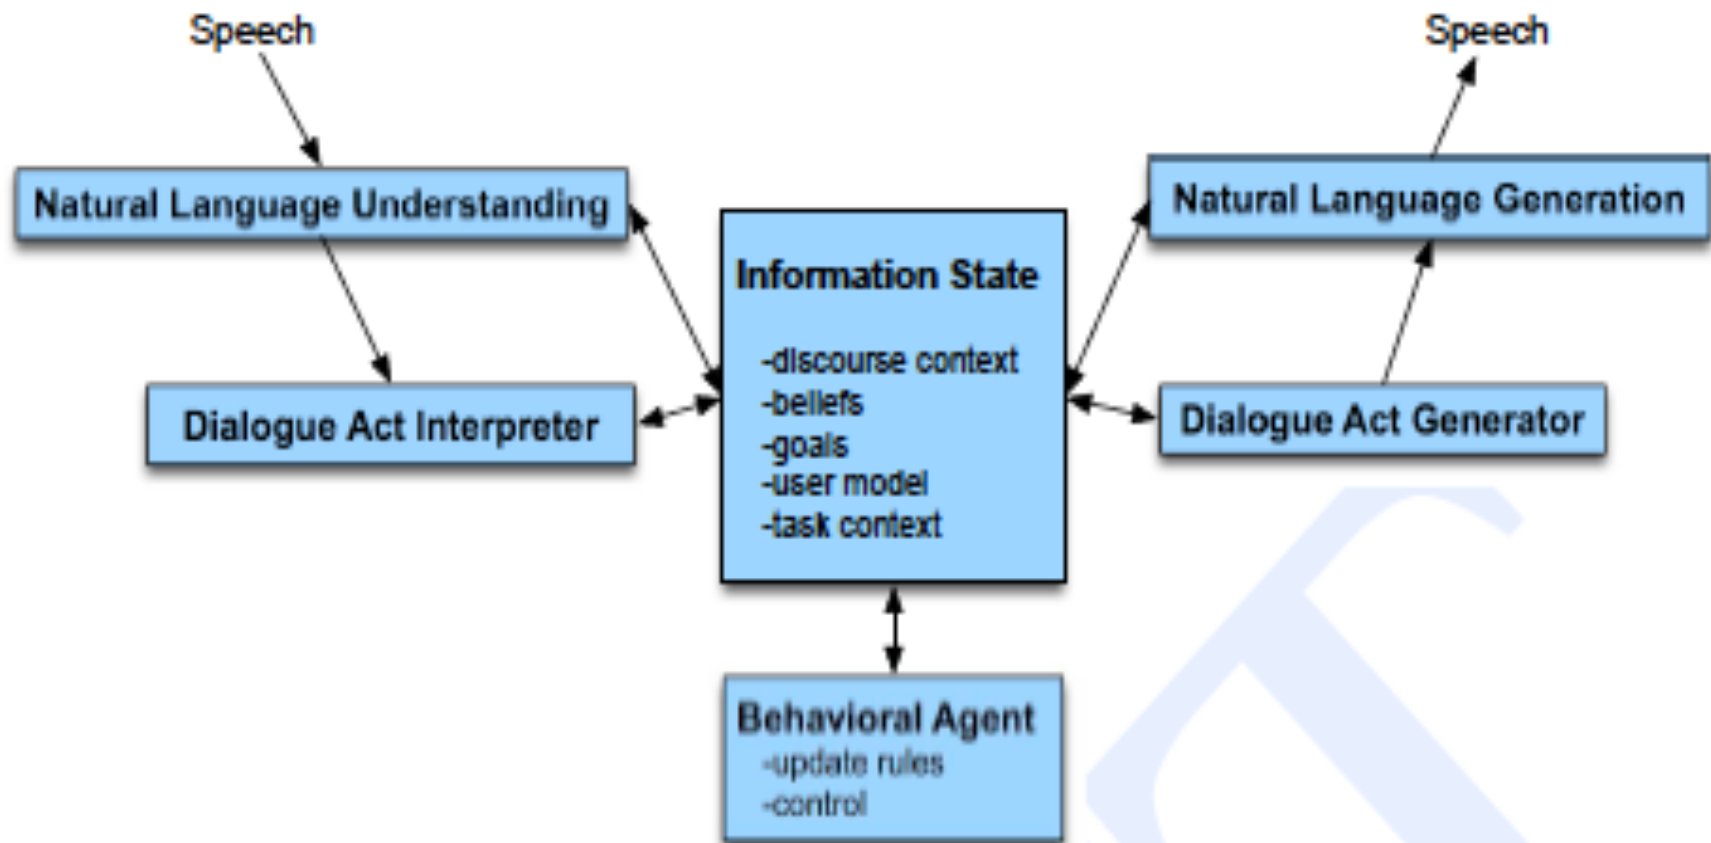 Speech
Speech
Natural Language Understanding
Natural Language Generation
Information State
-discourse context
-beliefs
-goals
-user model
-task context
Dialogue Act Interpreter
Dialogue Act Generator
Behavioral Agent
-update rules
-control